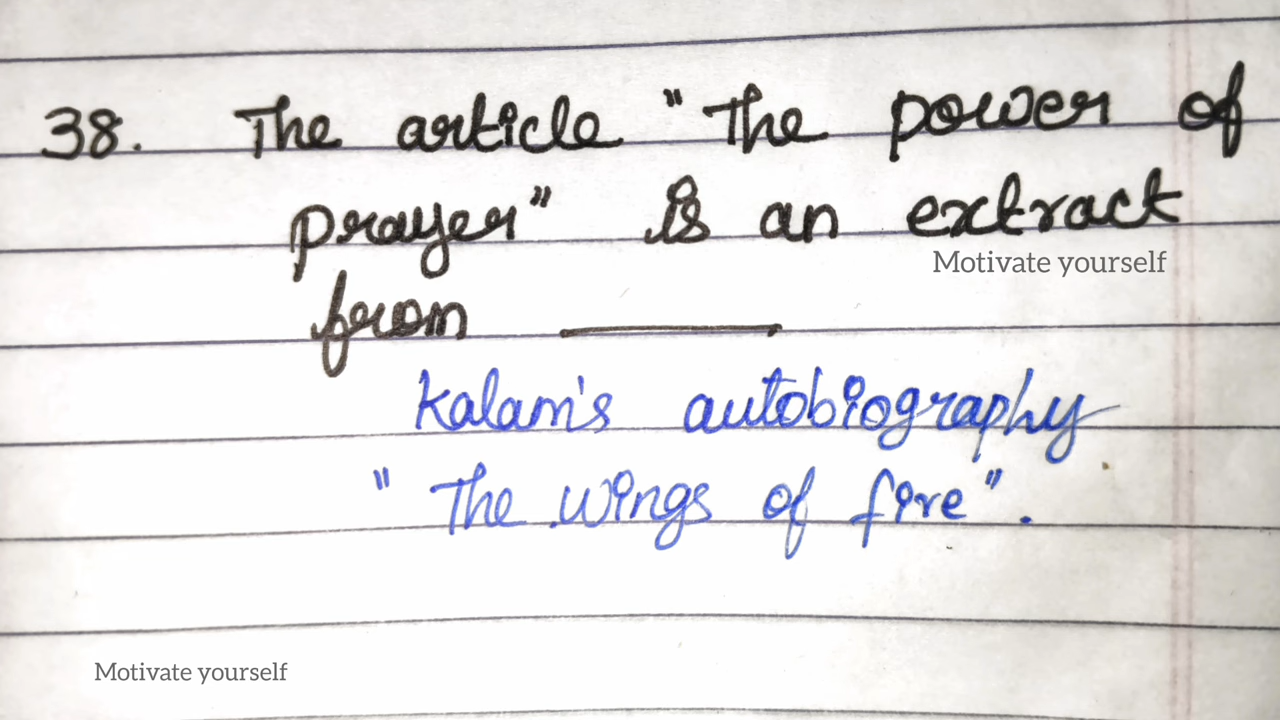 38. The article "The power of
prayer" is an extract
Motivate yourself
from ______
Kalam's autobiography
" The wings of fire".
Motivate yourself